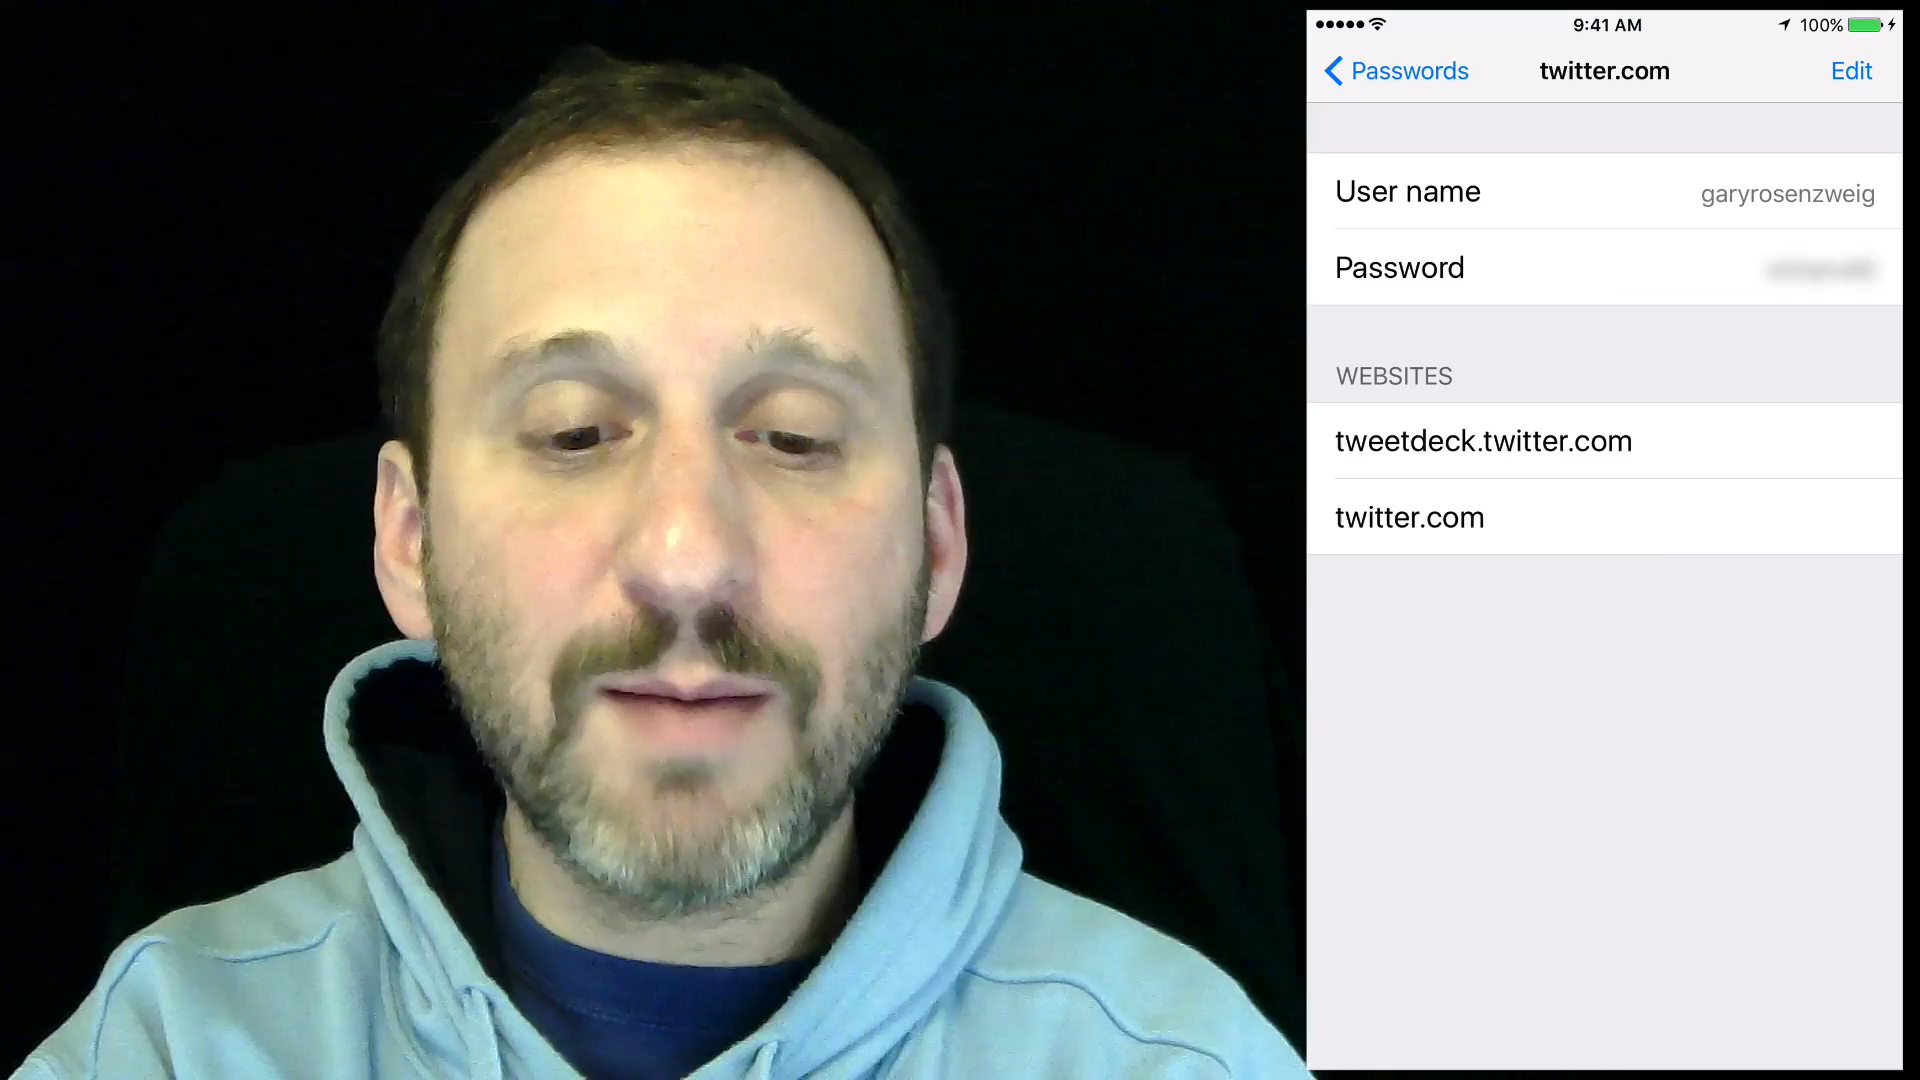 9:41 AM 100%
Passwords twitter.com Edit
User name garyrosenzweig
Password
WEBSITES
tweetdeck.twitter.com
twitter.com